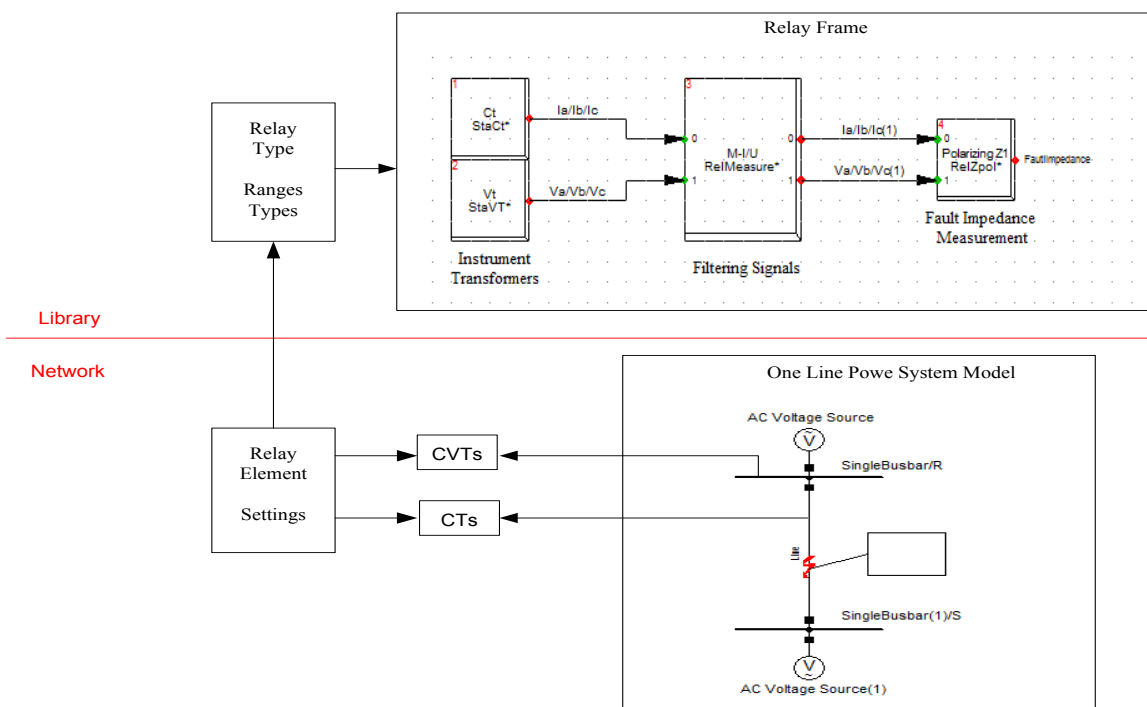 Relay Frame
Relay
Type
Ranges
Types
1
Ct
StaCt*
2
Vt
StaVT*
Ia/Ib/Ic
Va/Vb/Vc
Instrument
Transformers
3
0
1
M-I/U
RelMeasure*
0
1
Filtering Signals
Ia/Ib/Ic(1)
Va/Vb/Vc(1)
4
0
Polarizing Z1
RelZpol*
1
FaultImpedance
Fault Impedance
Measurement
Library
Network
One Line Powe System Model
Relay
Element
Settings
CVTs
CTs
AC Voltage Source
V
SingleBusbar/R
Line
SingleBusbar(1)/S
V
AC Voltage Source(1)